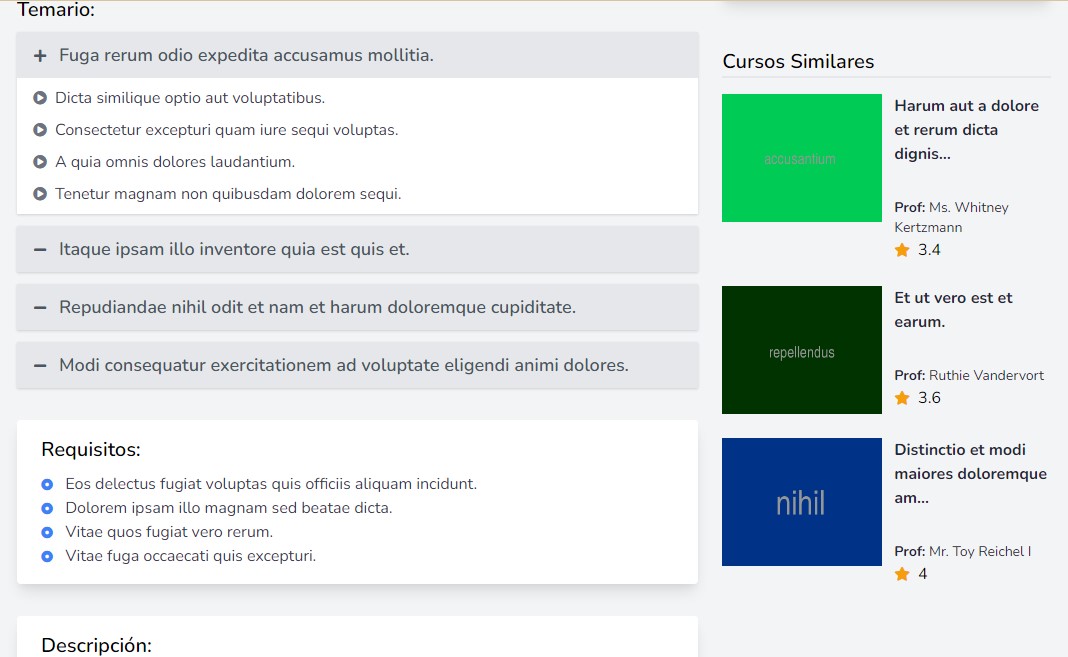 Temario:
Fuga rerum odio expedita accusamus mollitia.
Dicta similique optio aut voluptatibus.
Consectetur excepturi quam iure sequi voluptas.
A quia omnis dolores laudantium.
Tenetur magnam non quibusdam dolorem sequi.
Itaque ipsam illo inventore quia est quis et.
Repudiandae nihil odit et nam et harum doloremque cupiditate.
Modi consequatur exercitationem ad voluptate eligendi animi dolores.
Requisitos:
Eos delectus fugiat voluptas quis officiis aliquam incidunt.
Dolorem ipsam illo magnam sed beatae dicta.
Vitae quos fugiat vero rerum.
Vitae fuga occaecati quis excepturi.
Descripción:
Cursos Similares
accusantium
Harum aut a dolore
et rerum dicta
dignis...
Prof: Ms. Whitney
Kertzmann
3.4
repellendus
Et ut vero est et
earum.
Prof: Ruthie Vandervort
3.6
nihil
Distinctio et modi
maiores doloremque
am...
Prof: Mr. Toy Reichel I
4